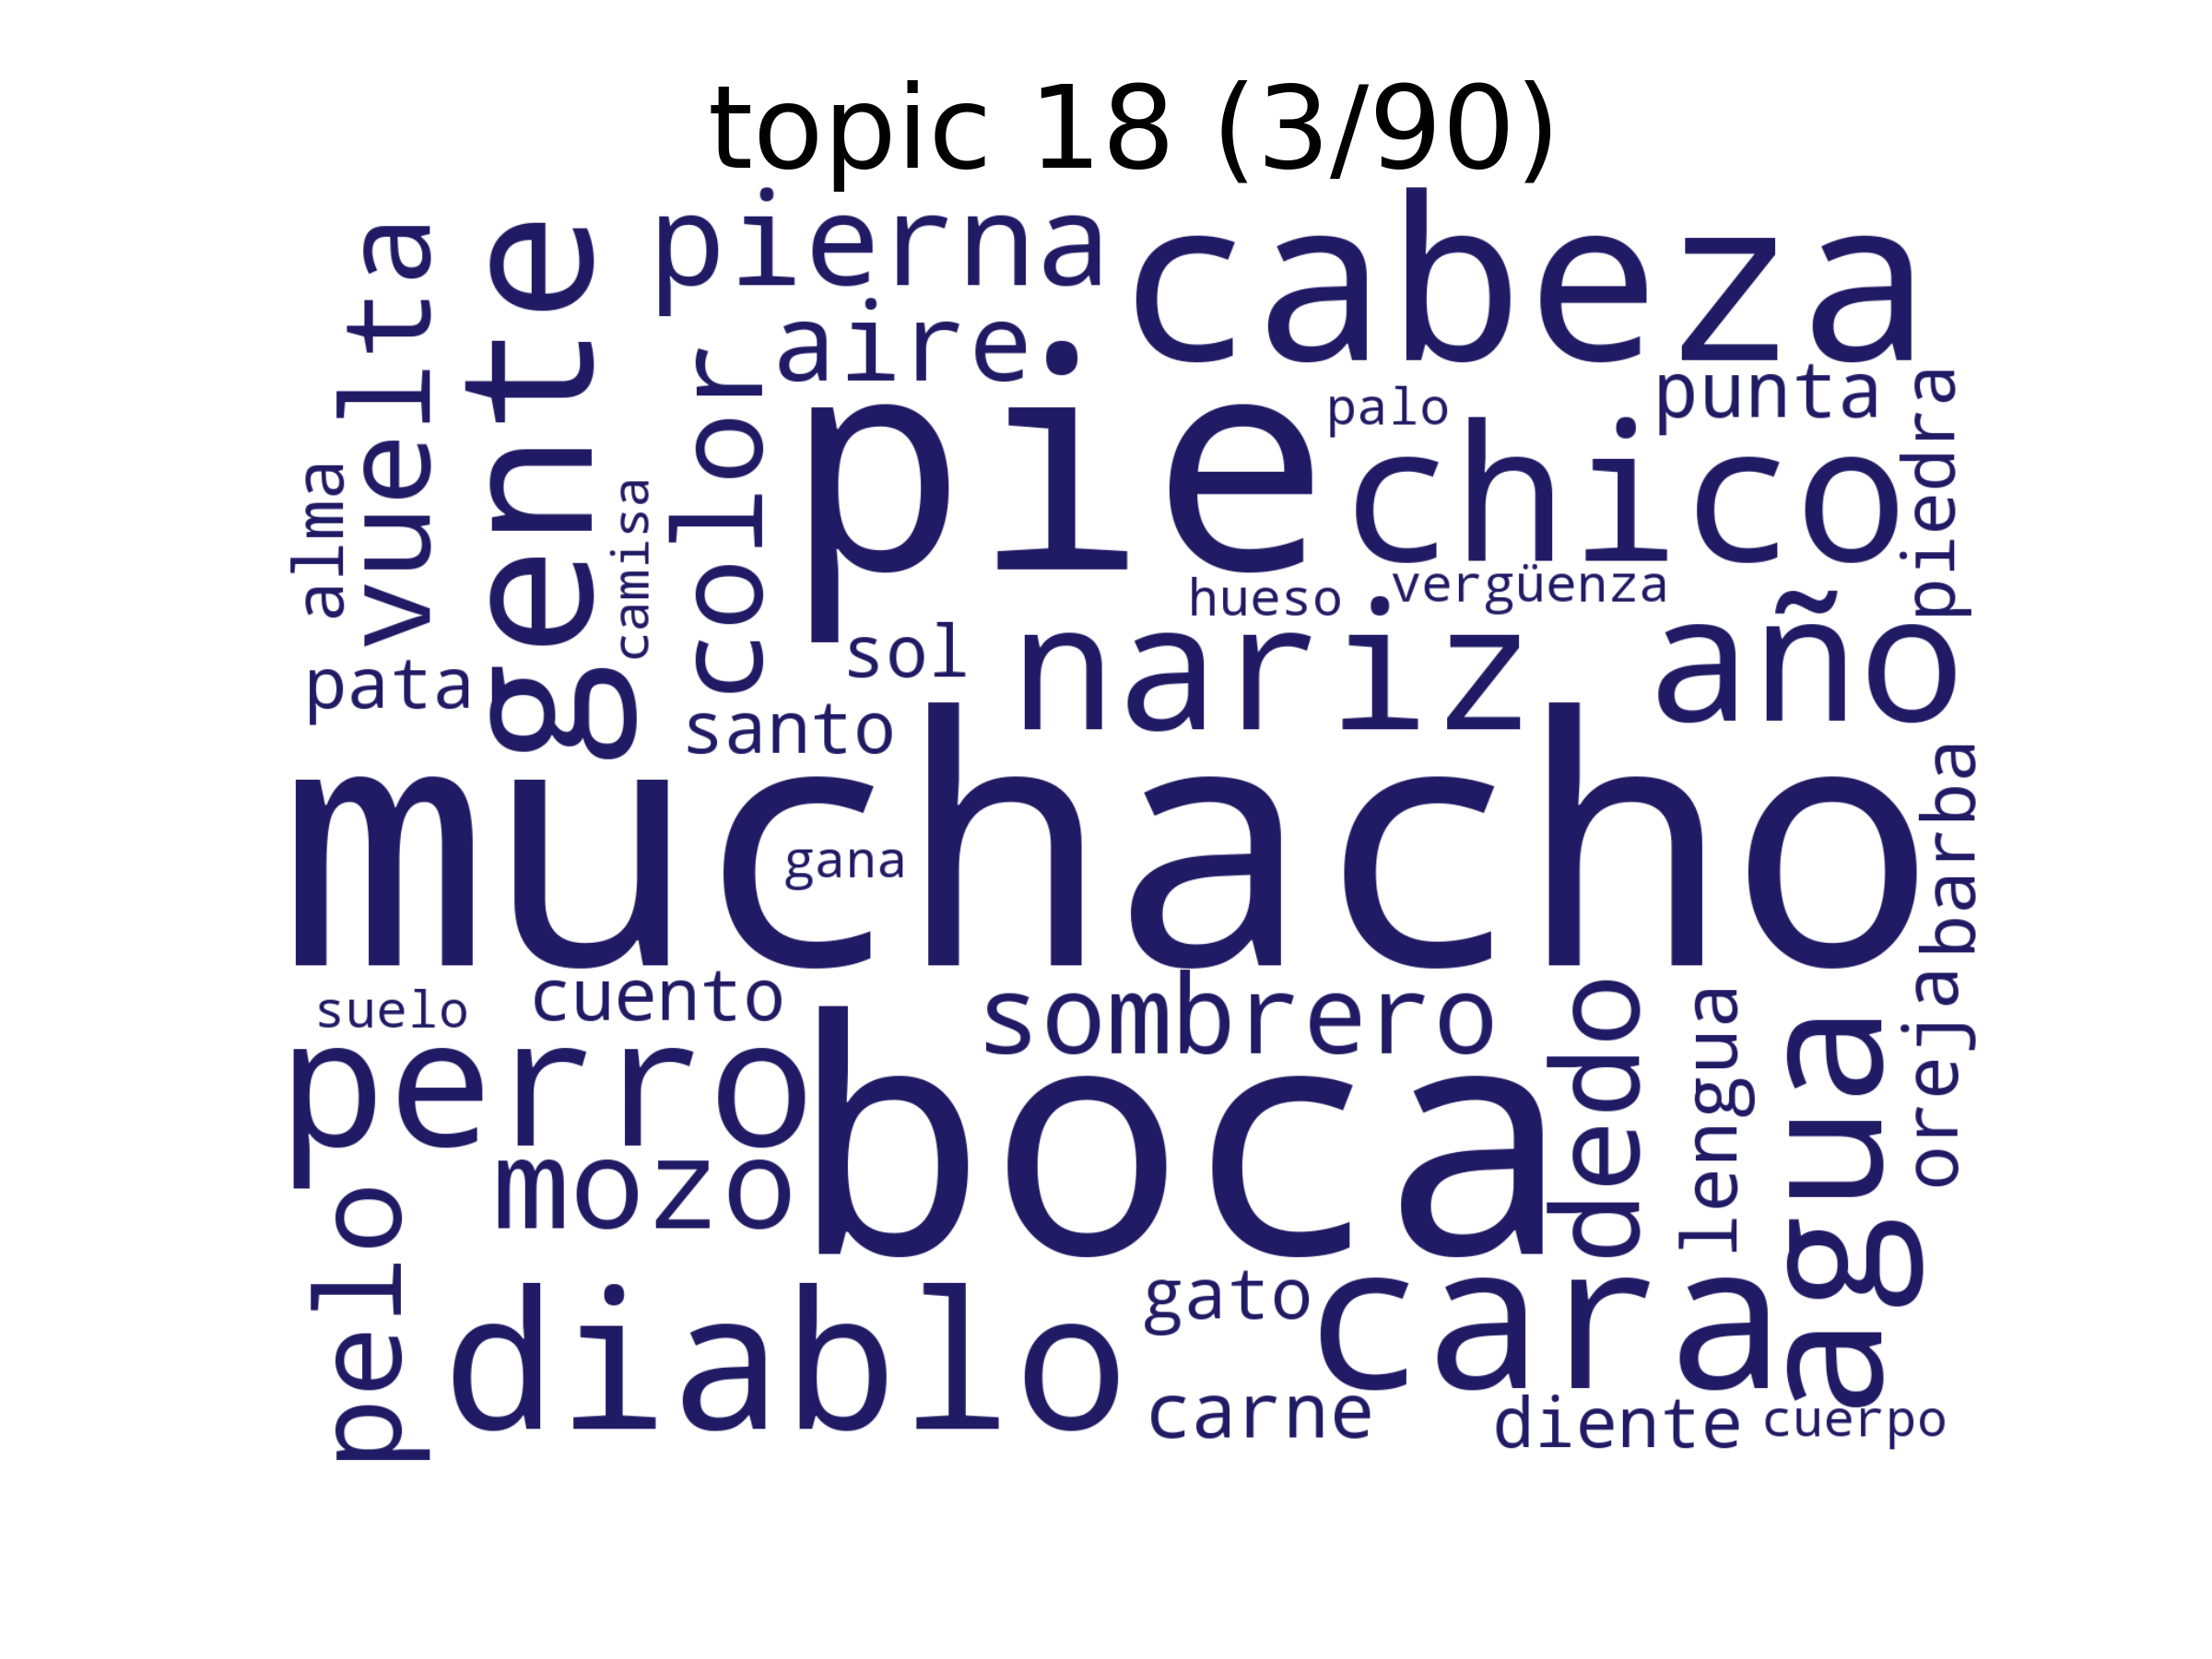 topic 18 (3/90)
pierna
cabeza
vuelta
gente
aire
color
pie
palo
punta
piedra
chico
alma
camisa
hueso
vergüenza
sol
nariz
año
pata
santo
muchacho
gana
barba
suelo
cuento
sombrero
dedo
lengua
orejа
perro
boca
agua
mozo
pelo
diablo
gato
cara
carne
diente
cuerpo